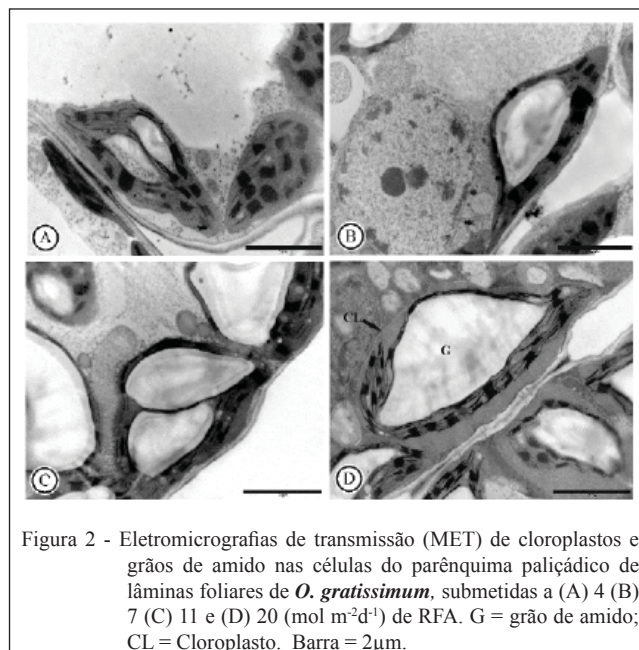 A
B
C
CL
G
D
Figura 2 - Eletromicrografias de transmissão (MET) de cloroplastos e
grãos de amido nas células do parênquima paliçádico de
lâminas foliares de O. gratissimum, submetidas a (A) 4 (B)
7 (C) 11 e (D) 20 (mol m⁻²d⁻¹) de RFA. G = grão de amido;
CL = Cloroplasto. Barra = 2µm.